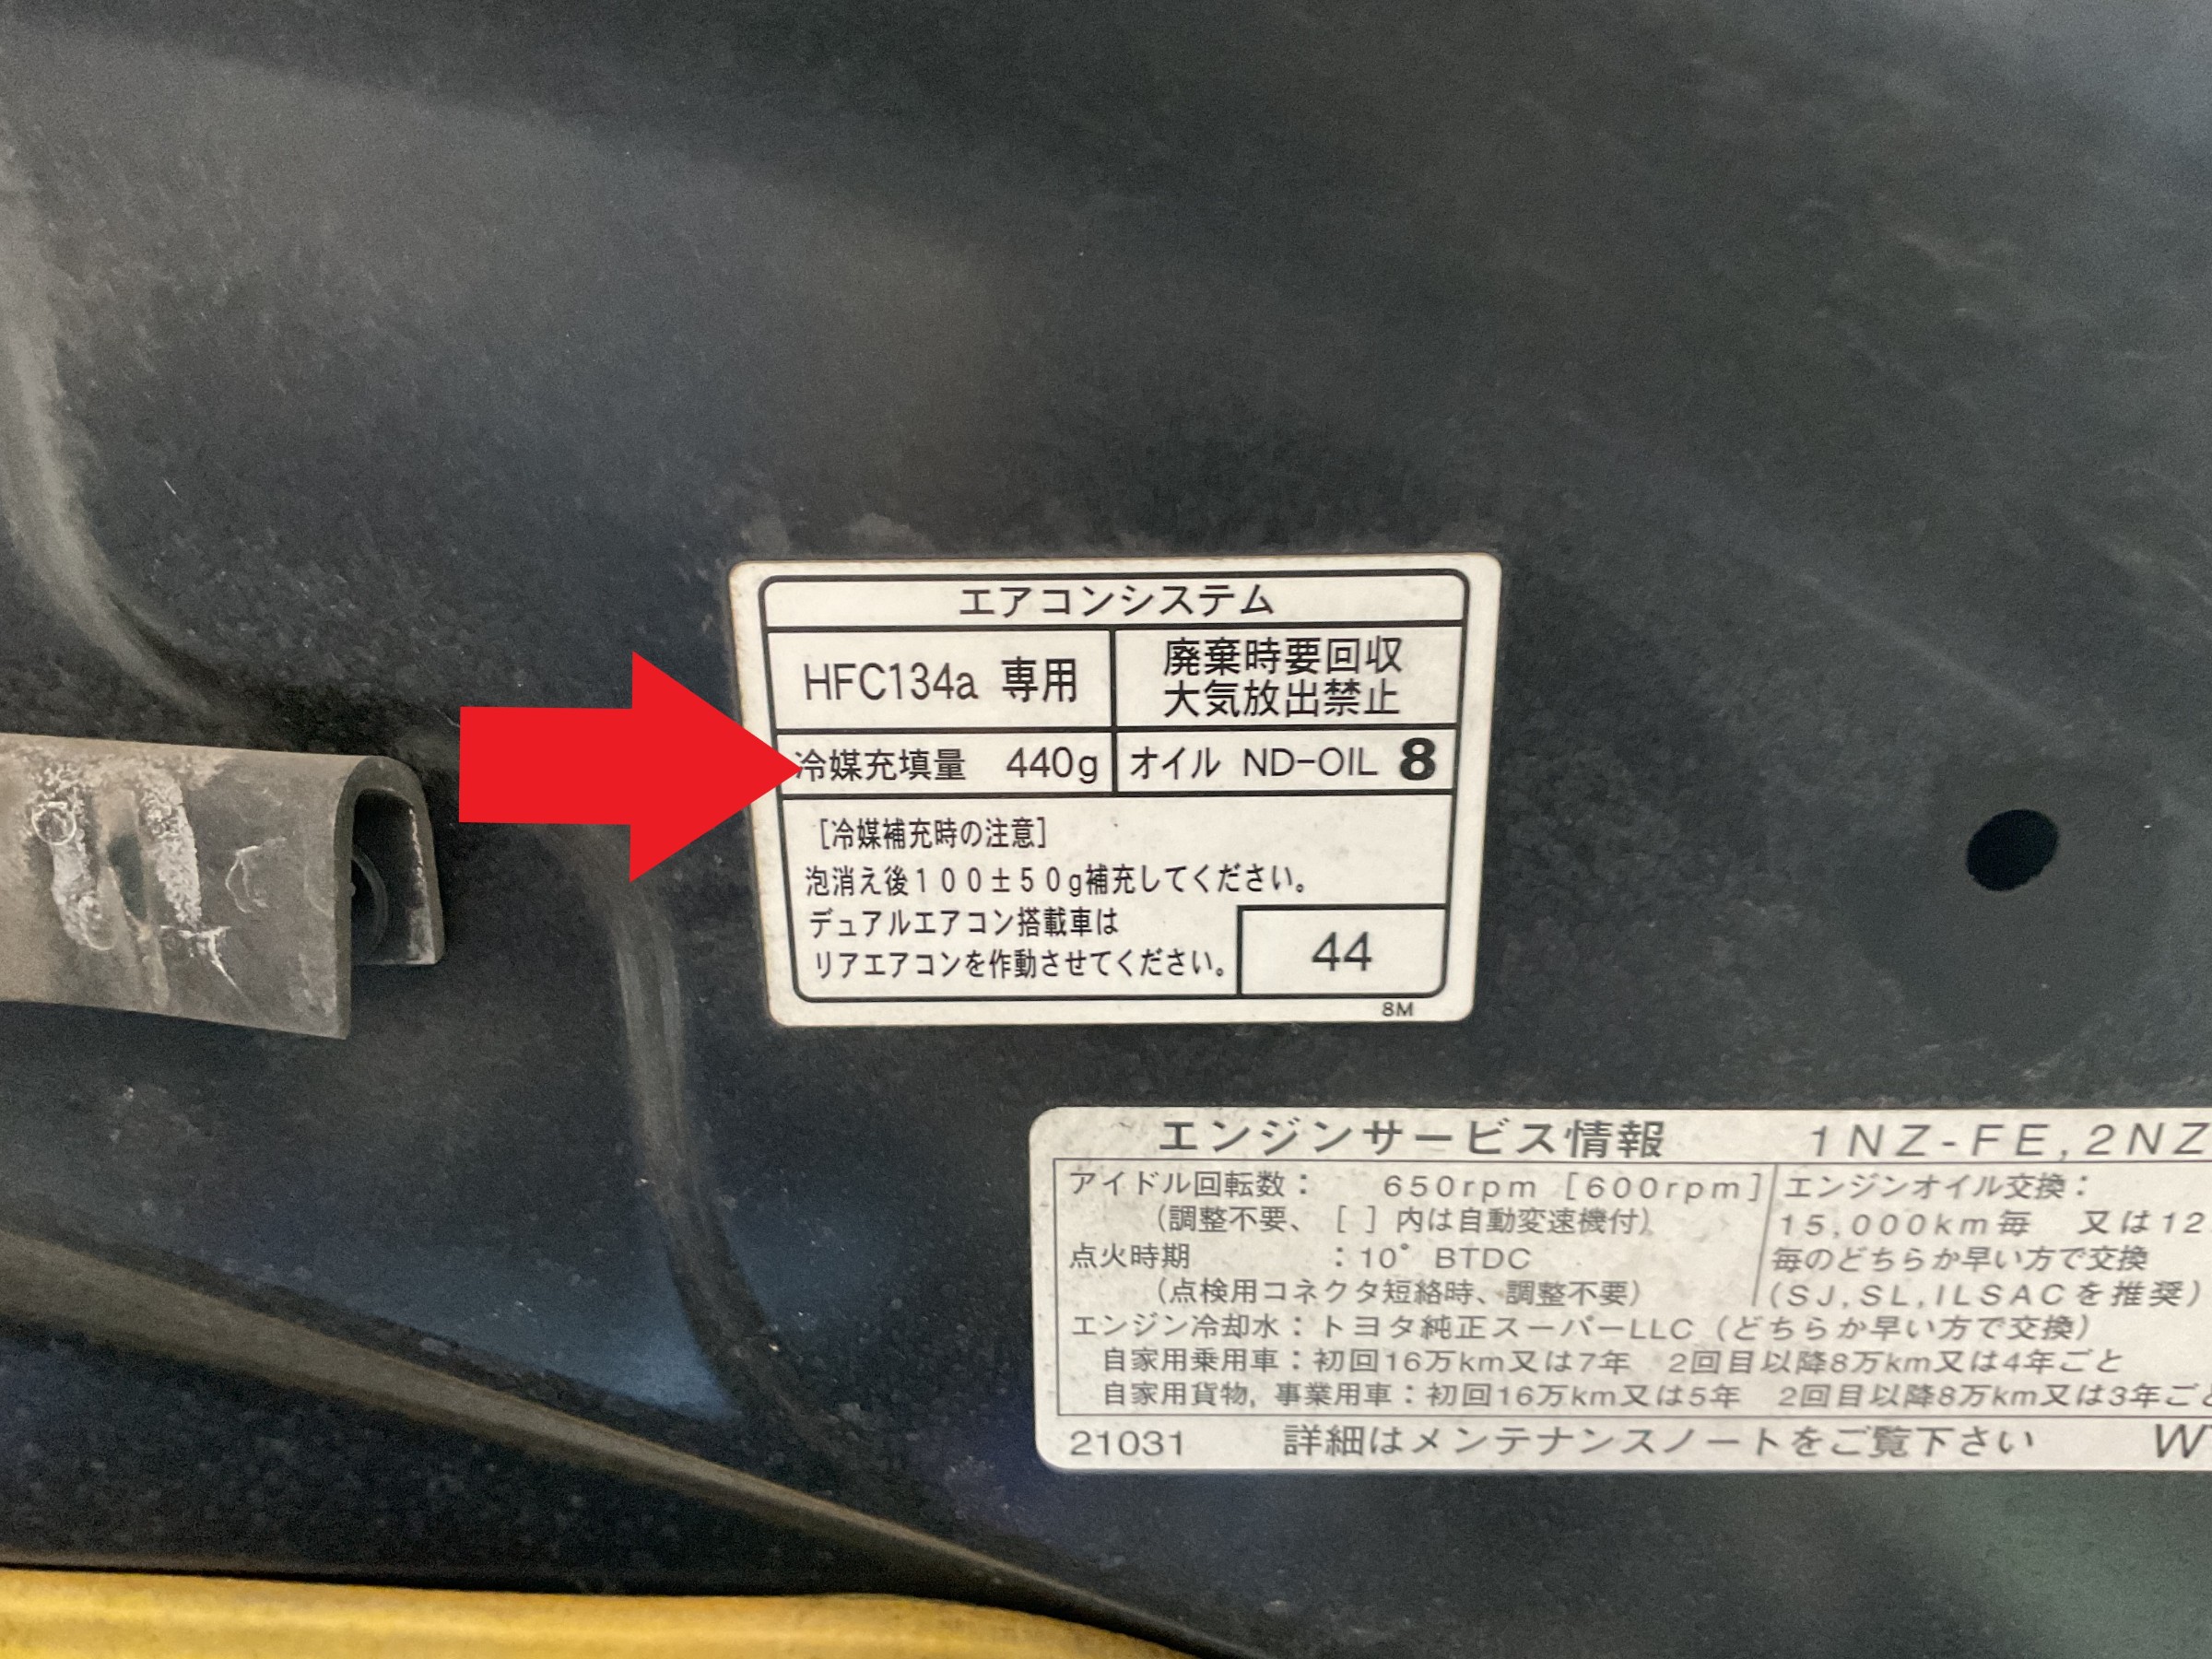 エアコンシステム
HFC134a 専用
廃棄時要回収
大気放出禁止
冷媒充填量 440g
オイル ND-OIL 8
[冷媒補充時の注意]
泡消え後100±50g補充してください。
デュアルエアコン搭載車は
リアエアコンを作動させてください。
44
8M
エンジンサービス情報 1NZ-FE,2NZ
アイドル回転数: 650rpm [600rpm]
(調整不要、[ ]内は自動変速機付)
点火時期 :10° BTDC
(点検用コネクタ短絡時、調整不要)
エンジンオイル交換:
15,000km毎 又は12
毎のどちらか早い方で交換
(SJ,SL,ILSACを推奨)
エンジン冷却水:トヨタ純正スーパーLLC(どちらか早い方で交換)
自家用乗用車:初回16万km又は7年 2回目以降8万km又は4年ごと
自家用貨物,事業用車:初回16万km又は5年 2回目以降8万km又は3年ごと
21031 詳細はメンテナンスノートをご覧下さい W